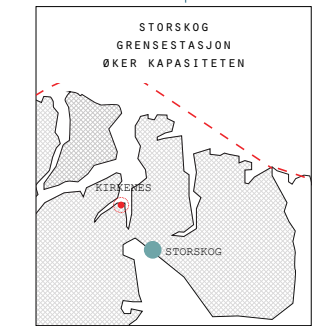 STORSKOG
GRENSESTASJON
ØKER KAPASITETEN
KIRKENES
STORSKOG